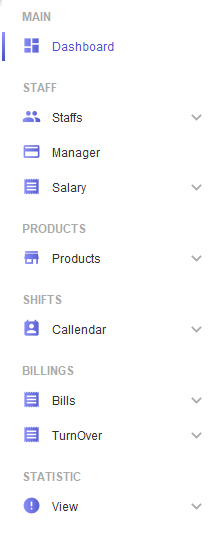 MAIN
Dashboard
STAFF
Staffs
Manager
Salary
PRODUCTS
Products
SHIFTS
Callendar
BILLINGS
Bills
TurnOver
STATISTIC
View